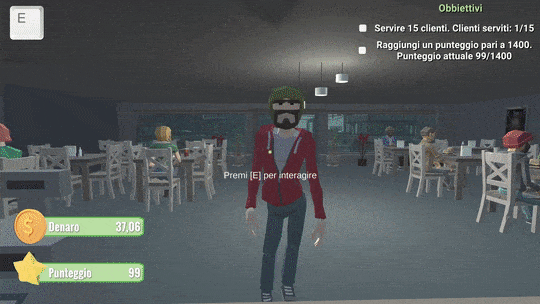 E
Obbiettivi
Servire 15 clienti. Clienti serviti: 1/15
Raggiungi un punteggio pari a 1400.
Punteggio attuale 99/1400
Premi [E] per interagire
Denaro 37,06
Punteggio 99